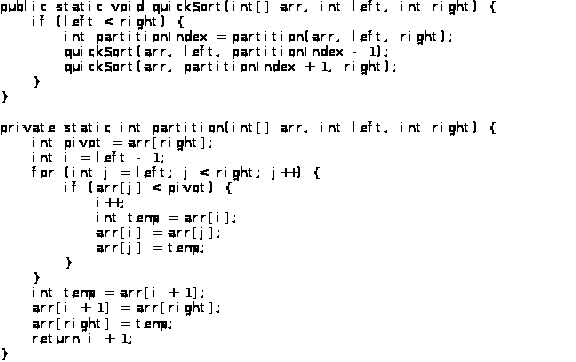 public static void quickSort(int[] arr, int left, int right) {
    if (left < right) {
        int partitionIndex = partition(arr, left, right);
        quickSort(arr, left, partitionIndex - 1);
        quickSort(arr, partitionIndex + 1, right);
    }
}

private static int partition(int[] arr, int left, int right) {
    int pivot = arr[right];
    int i = left - 1;
    for (int j = left; j < right; j++) {
        if (arr[j] < pivot) {
            i++;
            int temp = arr[i];
            arr[i] = arr[j];
            arr[j] = temp;
        }
    }
    int temp = arr[i + 1];
    arr[i + 1] = arr[right];
    arr[right] = temp;
    return i + 1;
}